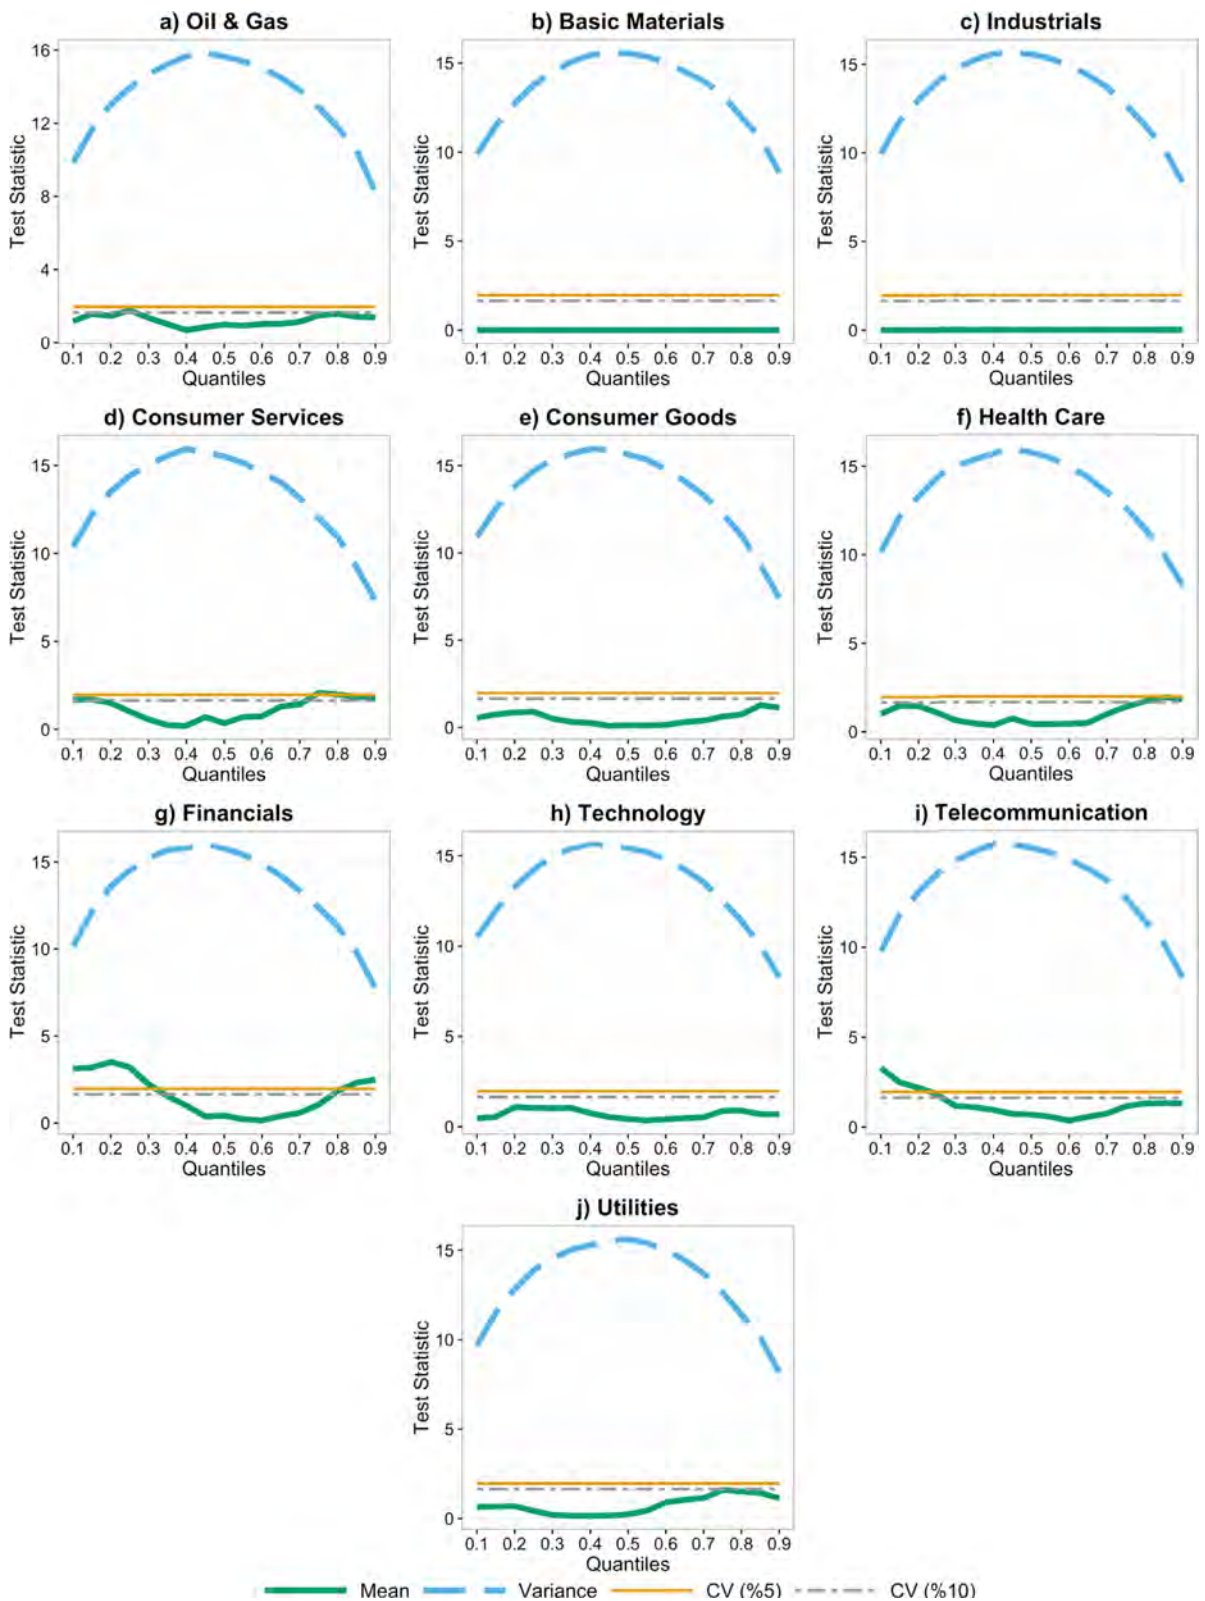 a) Oil & Gas
b) Basic Materials
c) Industrials
Test Statistic
16
12
8
4
0
Test Statistic
15
10
5
0
Test Statistic
15
10
5
0
0.1 0.2 0.3 0.4 0.5 0.6 0.7 0.8 0.9
0.1 0.2 0.3 0.4 0.5 0.6 0.7 0.8 0.9
0.1 0.2 0.3 0.4 0.5 0.6 0.7 0.8 0.9
Quantiles
Quantiles
Quantiles
d) Consumer Services
e) Consumer Goods
f) Health Care
Test Statistic
15
10
5
0
Test Statistic
15
10
5
0
Test Statistic
15
10
5
0
0.1 0.2 0.3 0.4 0.5 0.6 0.7 0.8 0.9
0.1 0.2 0.3 0.4 0.5 0.6 0.7 0.8 0.9
0.1 0.2 0.3 0.4 0.5 0.6 0.7 0.8 0.9
Quantiles
Quantiles
Quantiles
g) Financials
h) Technology
i) Telecommunication
Test Statistic
15
10
5
0
Test Statistic
15
10
5
0
Test Statistic
15
10
5
0
0.1 0.2 0.3 0.4 0.5 0.6 0.7 0.8 0.9
0.1 0.2 0.3 0.4 0.5 0.6 0.7 0.8 0.9
0.1 0.2 0.3 0.4 0.5 0.6 0.7 0.8 0.9
Quantiles
Quantiles
Quantiles
j) Utilities
Test Statistic
15
10
5
0
0.1 0.2 0.3 0.4 0.5 0.6 0.7 0.8 0.9
Quantiles
Mean Variance CV (%5) CV (%10)